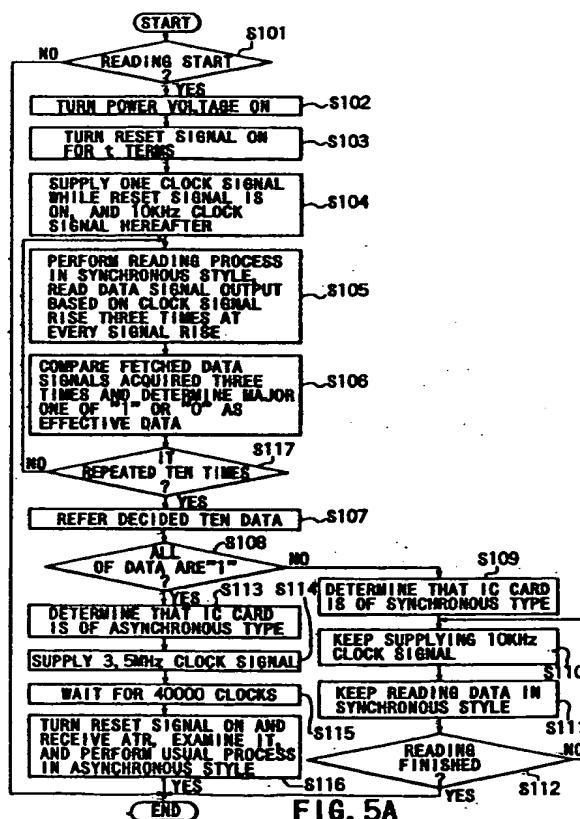 START
S101
NO
READING START
?
YES
TURN POWER VOLTAGE ON
S102
TURN RESET SIGNAL ON
FOR t TERMS
S103
SUPPLY ONE CLOCK SIGNAL
WHILE RESET SIGNAL IS
ON, AND 10KHz CLOCK
SIGNAL HEREAFTER
S104
PERFORM READING PROCESS
IN SYNCHRONOUS STYLE,
READ DATA SIGNAL OUTPUT
BASED ON CLOCK SIGNAL
RISE THREE TIMES AT
EVERY SIGNAL RISE
S105
COMPARE FETCHED DATA
SIGNALS ACQUIRED THREE
TIMES AND DETERMINE MAJOR
ONE OF "1" OR "0" AS
EFFECTIVE DATA
S106
S117
NO
IT
REPEATED TEN TIMES
?
YES
REFER DECIDED TEN DATA
S107
S108
ALL
OF DATA ARE"1"
?
NO
YES
S113
S114
DETERMINE THAT IC CARD
IS OF ASYNCHRONOUS TYPE
SUPPLY 3.5MHz CLOCK SIGNAL
WAIT FOR 40000 CLOCKS
S115
TURN RESET SIGNAL ON AND
RECEIVE ATR, EXAMINE IT,
AND PERFORM USUAL PROCESS
IN ASYNCHRONOUS STYLE
S116
S109
DETERMINE THAT IC CARD
IS OF SYNCHRONOUS TYPE
KEEP SUPPLYING 10KHz
CLOCK SIGNAL
S110
KEEP READING DATA IN
SYNCHRONOUS STYLE
S111
READING
FINISHED
?
NO
S112
YES
YES
END
FIG. 5A